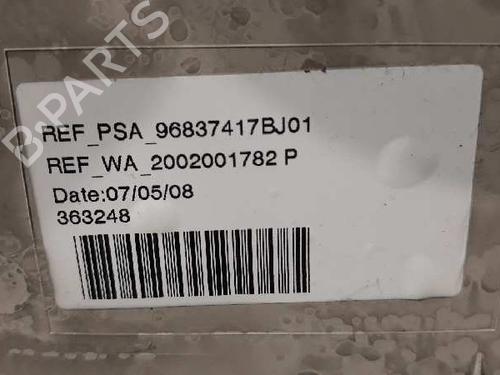 B-PARTS
REF_PSA_96837417BJ01
REF_WA_2002001782 P
Date:07/05/08
363248